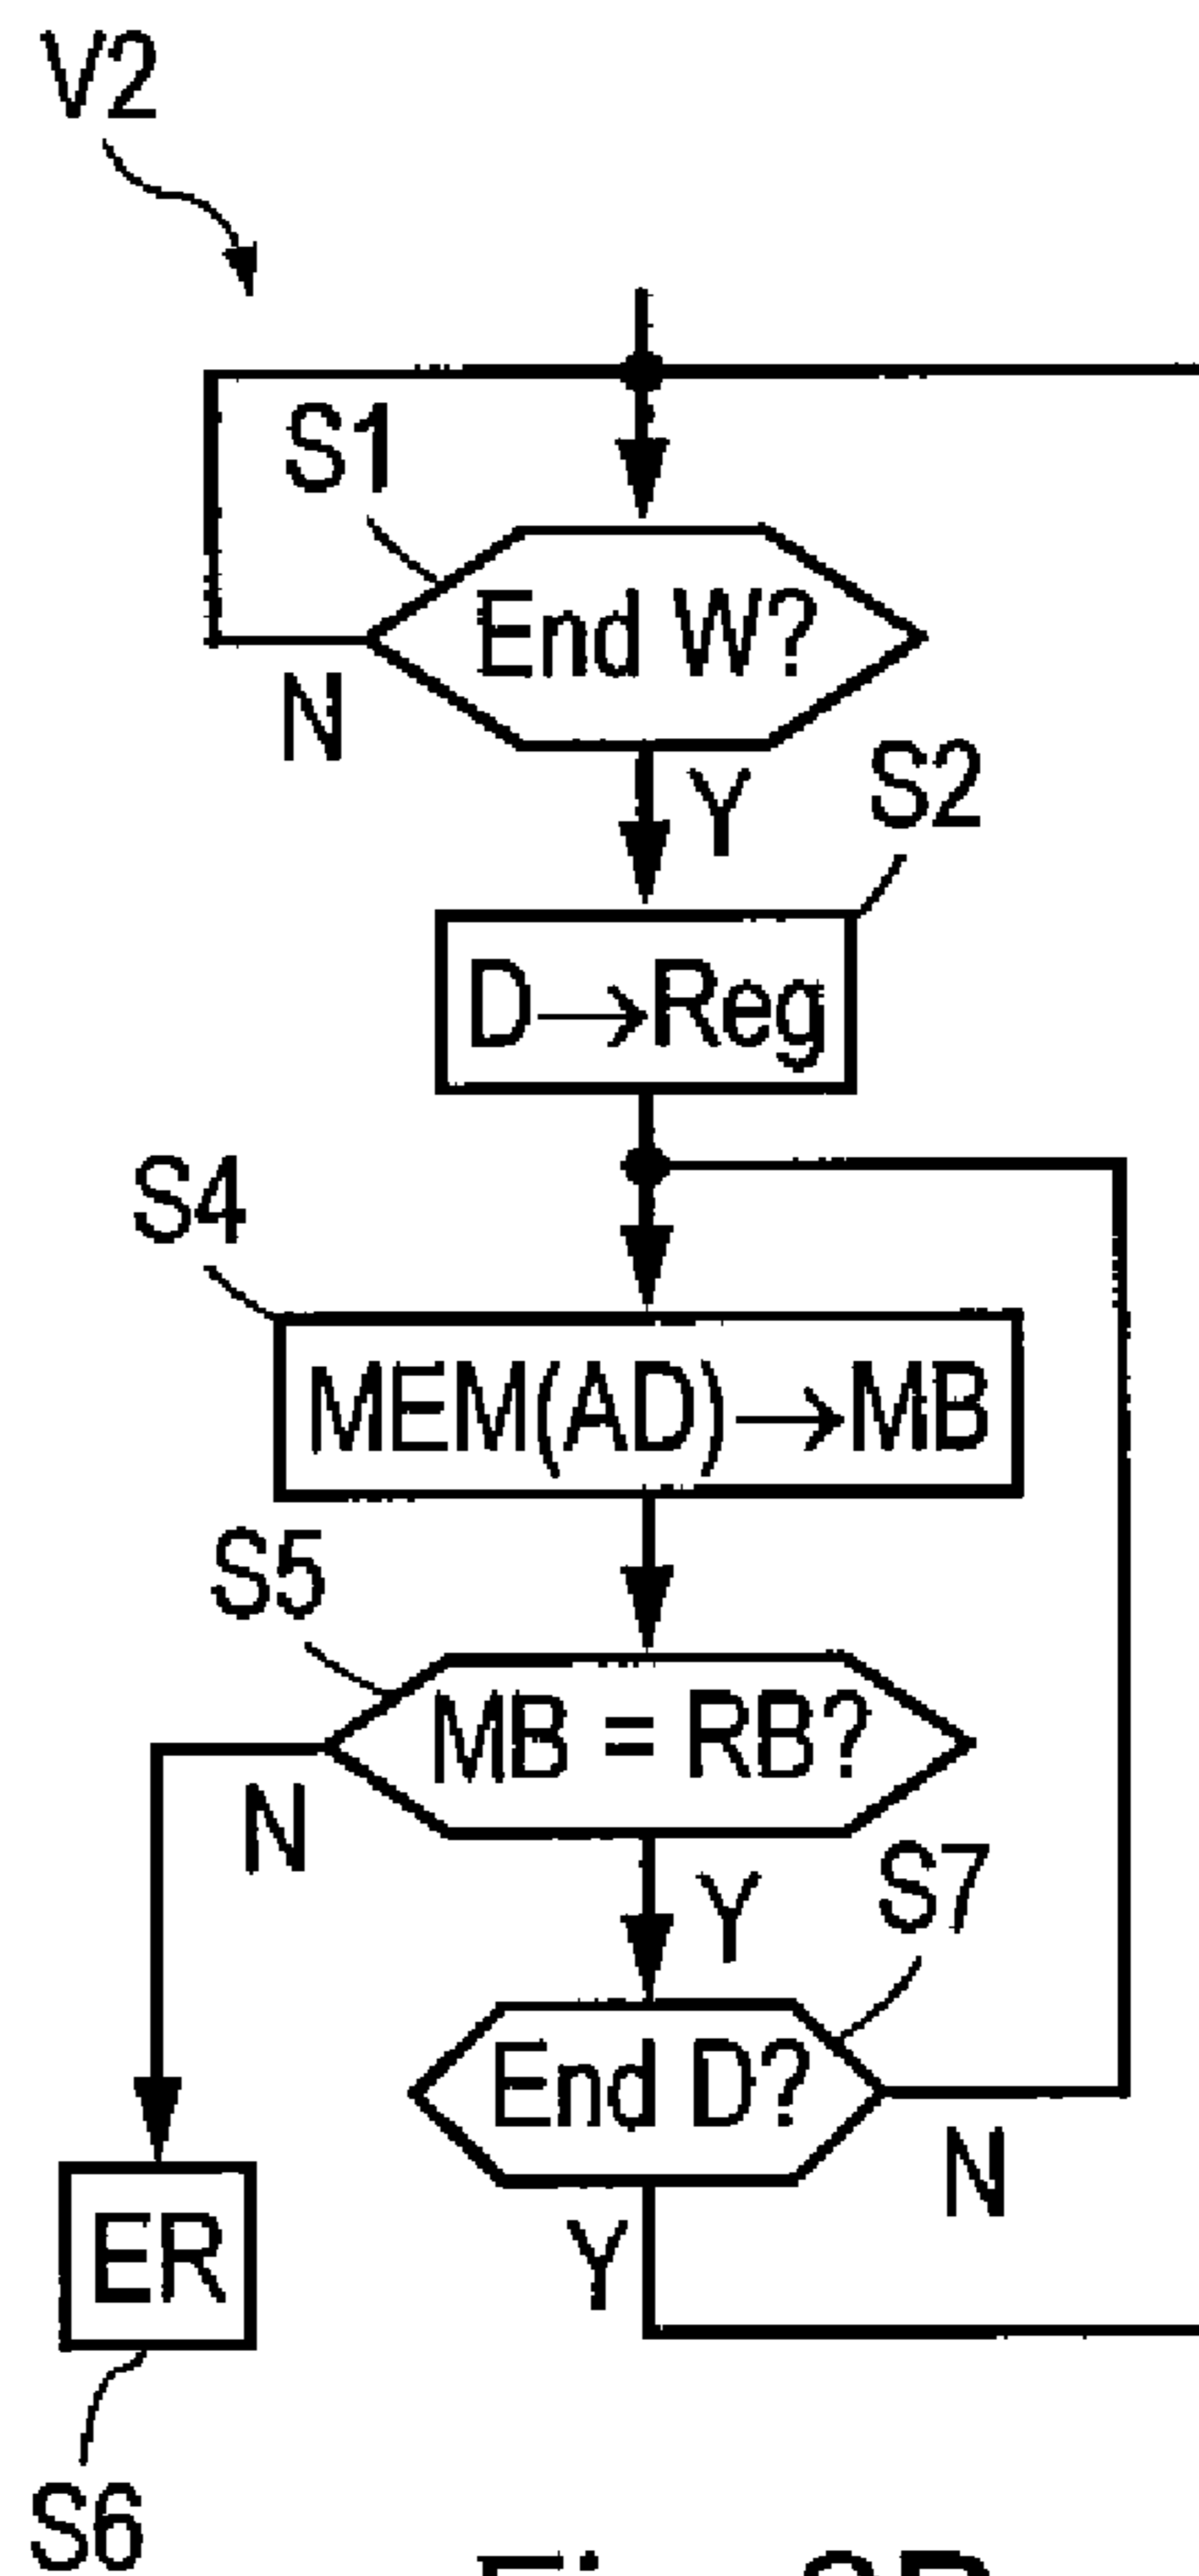 V2
S1
End W?
N
Y
S2
D→Reg
S4
MEM(AD)→MB
S5
MB = RB?
N
Y
S7
End D?
N
Y
ER
S6